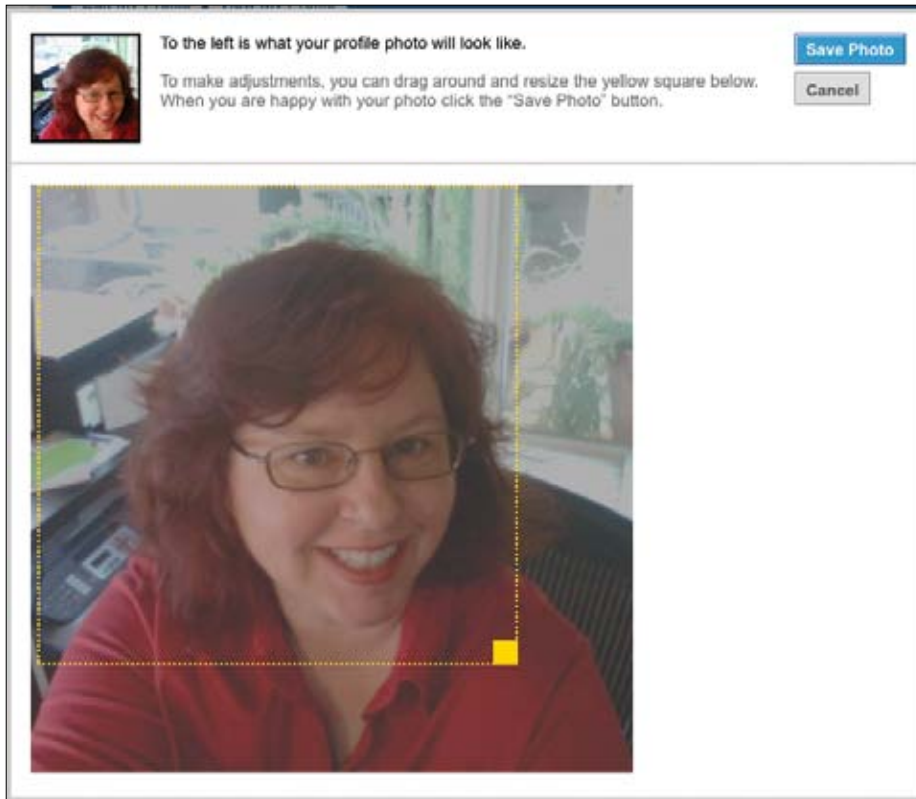 To the left is what your profile photo will look like.
Save Photo
To make adjustments, you can drag around and resize the yellow square below.
When you are happy with your photo click the “Save Photo” button.
Cancel